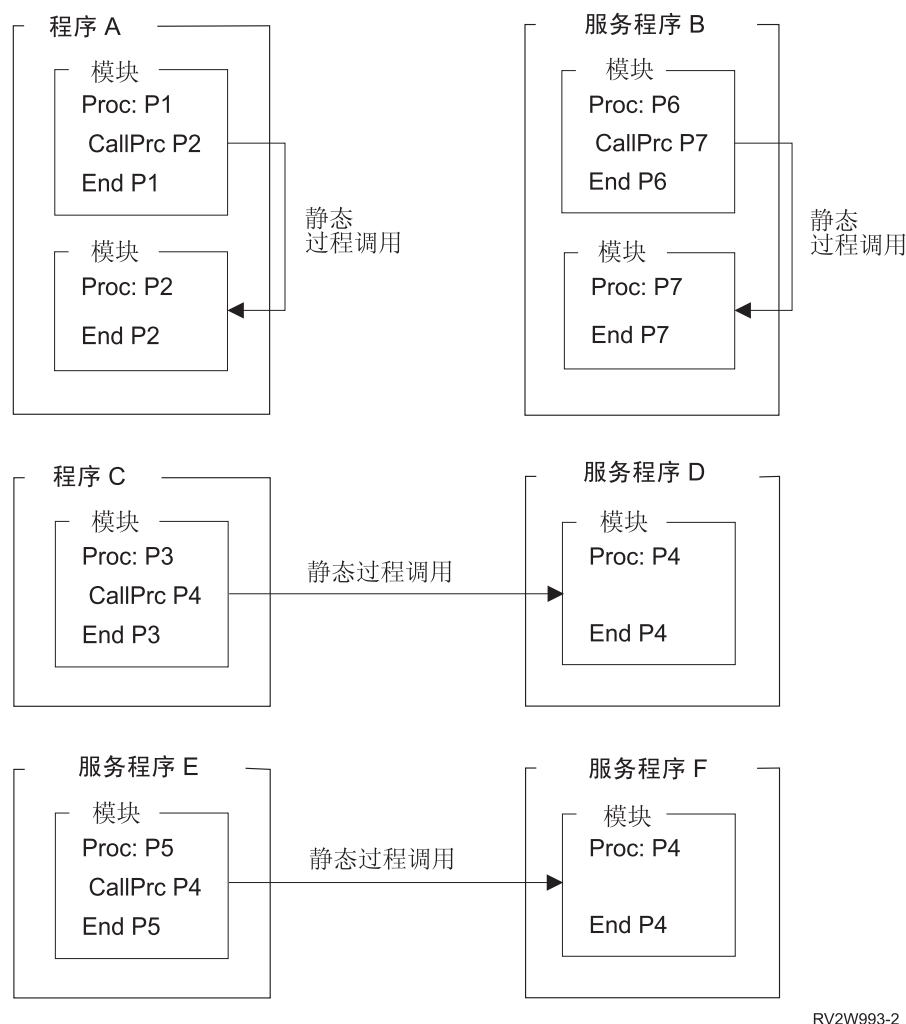 程序 A
模块
Proc: P1
CallPrc P2
End P1
静态
过程调用
模块
Proc: P2
End P2
服务程序 B
模块
Proc: P6
CallPrc P7
End P6
静态
过程调用
模块
Proc: P7
End P7
程序 C
模块
Proc: P3
CallPrc P4
End P3
静态过程调用
服务程序 D
模块
Proc: P4
End P4
服务程序 E
模块
Proc: P5
CallPrc P4
End P5
静态过程调用
服务程序 F
模块
Proc: P4
End P4
RV2W993-2